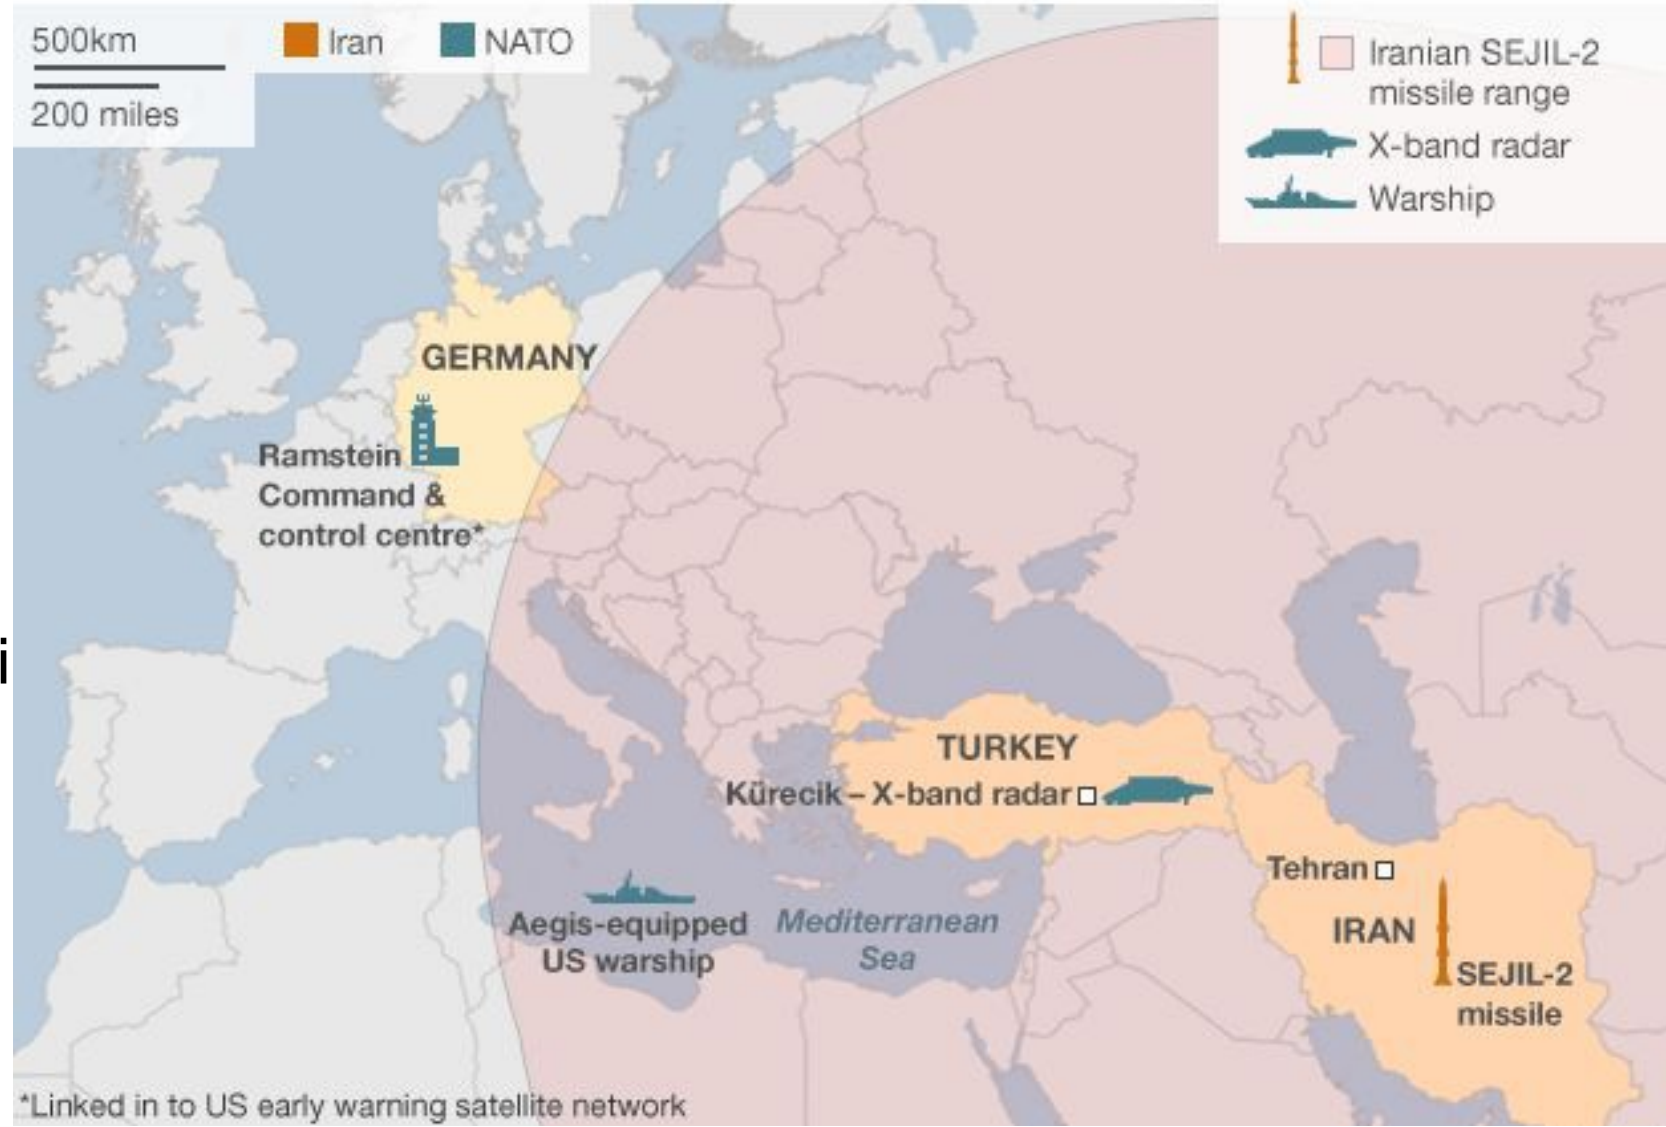 500km
200 miles
Iran
NATO
Iranian SEJIL-2
missile range
X-band radar
Warship
GERMANY
Ramstein
Command &
control centre*
i
TURKEY
Kürecik – X-band radar
Tehran
IRAN
SEJIL-2
missile
Aegis-equipped
US warship
Mediterranean
Sea
*Linked in to US early warning satellite network